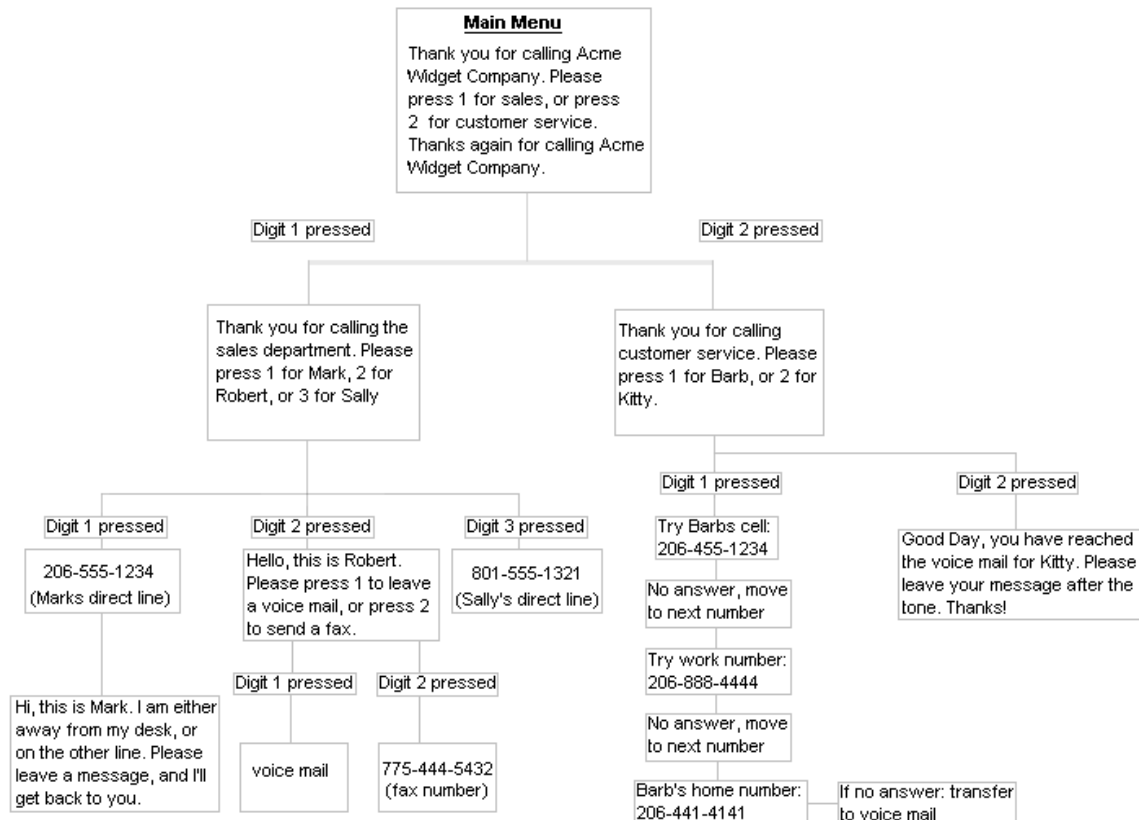 Main Menu
Thank you for calling Acme
Widget Company. Please
press 1 for sales, or press
2 for customer service.
Thanks again for calling Acme
Widget Company.
Digit 1 pressed
Digit 2 pressed
Thank you for calling the
sales department. Please
press 1 for Mark, 2 for
Robert, or 3 for Sally
Thank you for calling
customer service. Please
press 1 for Barb, or 2 for
Kitty.
Digit 1 pressed
206-555-1234
(Marks direct line)
Hi, this is Mark. I am either
away from my desk, or
on the other line. Please
leave a message, and I'll
get back to you.
Digit 2 pressed
Hello, this is Robert.
Please press 1 to leave
a voice mail, or press 2
to send a fax.
Digit 1 pressed
voice mail
Digit 2 pressed
775-444-5432
(fax number)
Digit 3 pressed
801-555-1321
(Sally's direct line)
Digit 1 pressed
Try Barbs cell:
206-455-1234
No answer, move
to next number
Try work number:
206-888-4444
No answer, move
to next number
Barb's home number:
206-441-4141
If no answer: transfer
to voice mail
Digit 2 pressed
Good Day, you have reached
the voice mail for Kitty. Please
leave your message after the
tone. Thanks!